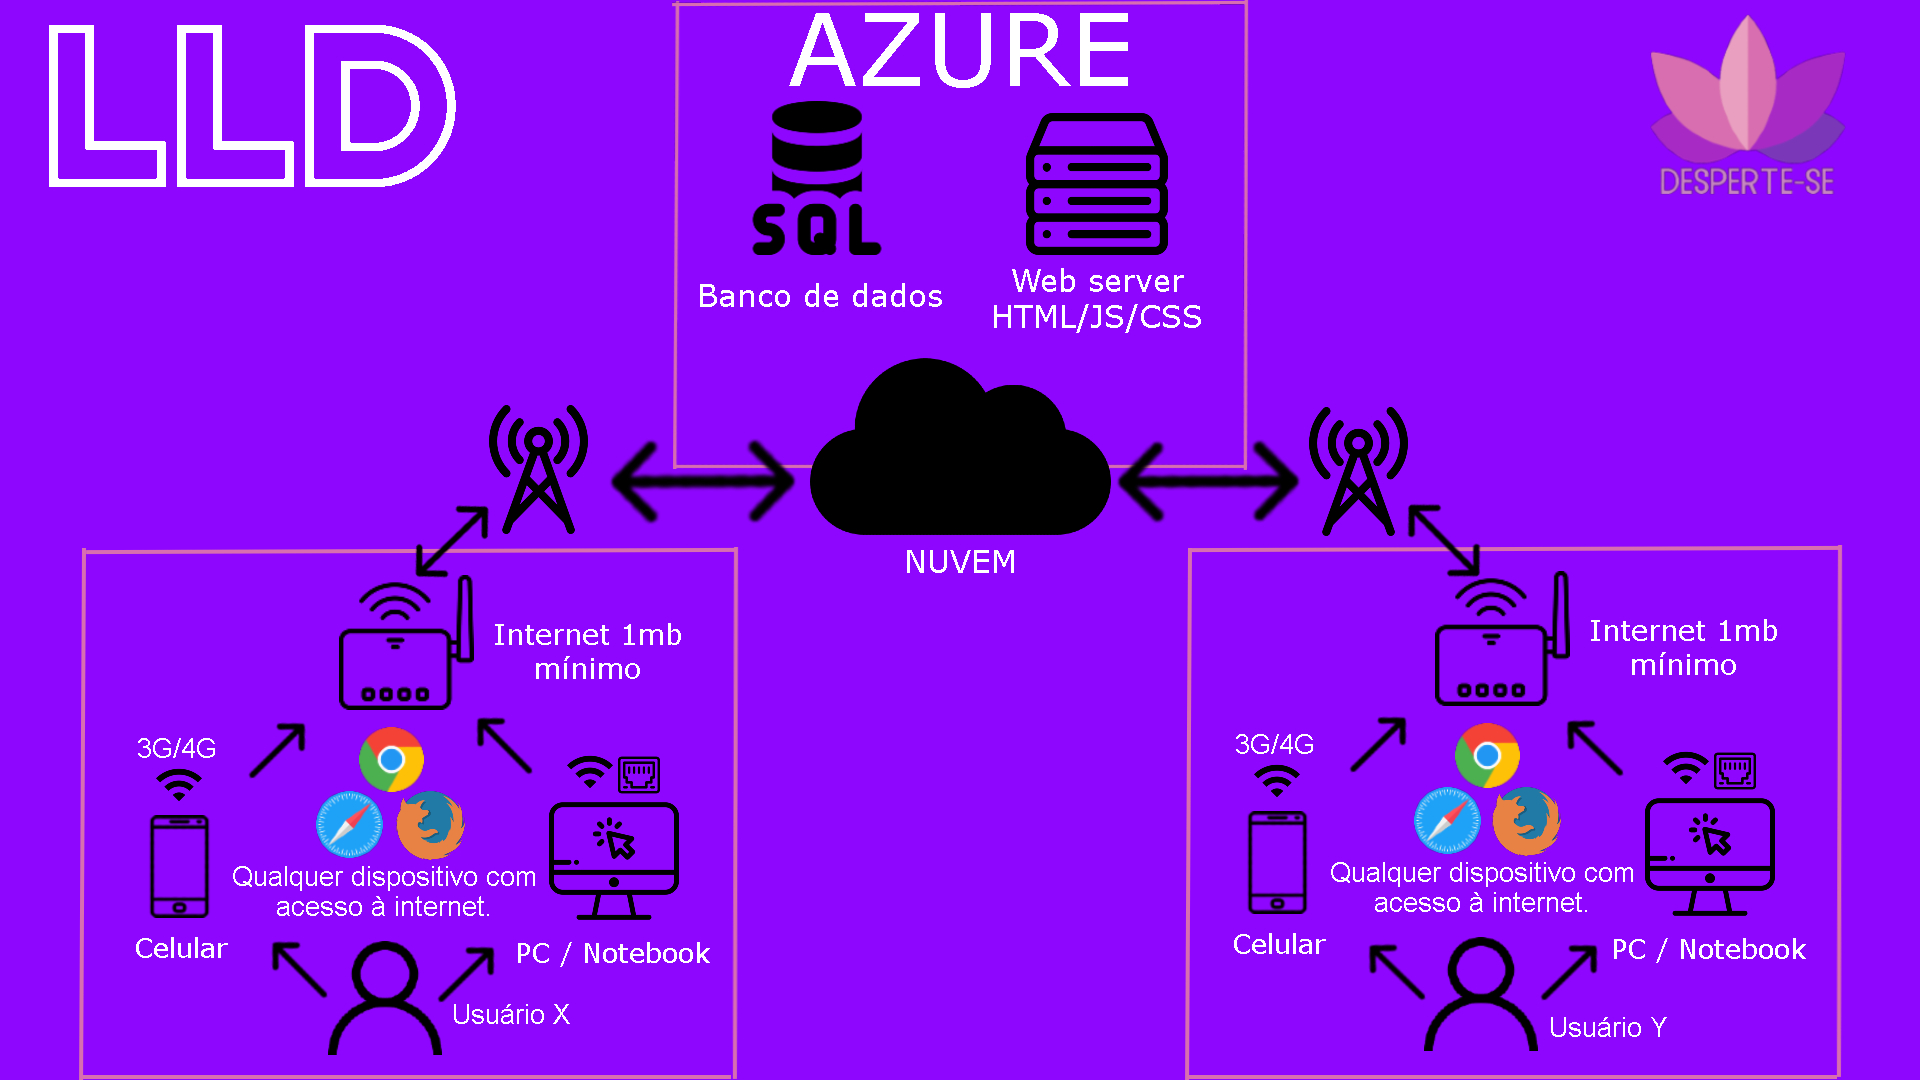 LLD
AZURE
DESPERTE-SE
SQL
Banco de dados
Web server
HTML/JS/CSS
NUVEM
Internet 1mb
mínimo
3G/4G
Qualquer dispositivo com
acesso à internet.
Celular
PC / Notebook
Usuário X
Internet 1mb
mínimo
3G/4G
Qualquer dispositivo com
acesso à internet.
Celular
PC / Notebook
Usuário Y